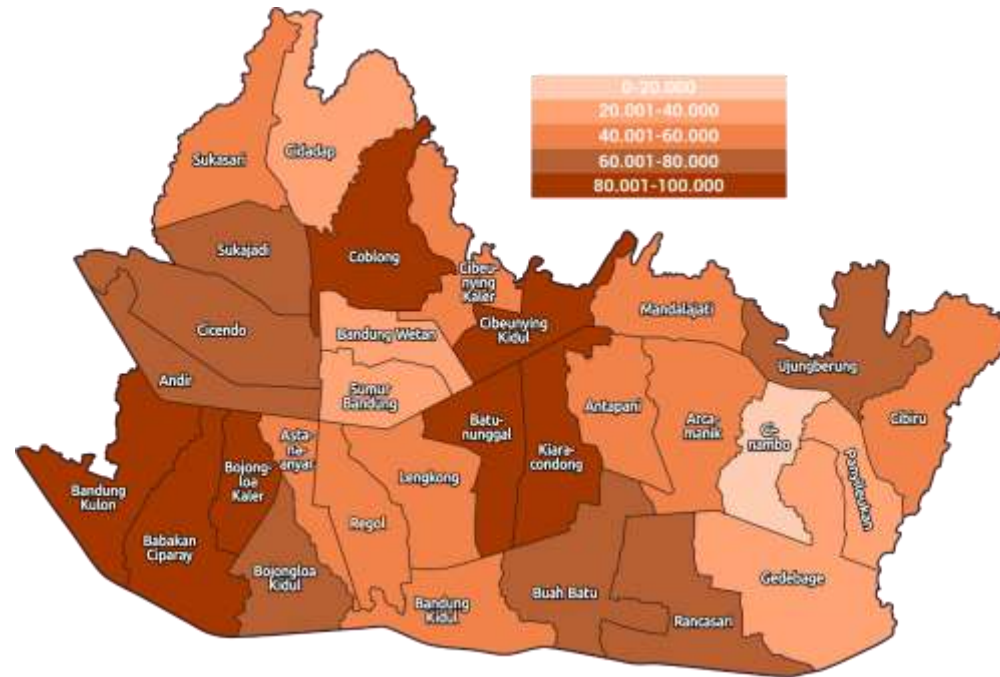 0-20.000
20.001-40.000
40.001-60.000
60.001-80.000
80.001-100.000
Sukasari
Cidadap
Sukajadi
Coblong
Cibeu-
nying
Kaler
Cicendo
Bandung Wetan
Cibeunying
Kidul
Mandalajati
Ujungberung
Andir
Sumur
Bandung
Antapani
Arca-
manik
Ci-
nambo
Cibiru
Asta-
na-
anyar
Batu-
nunggal
Kiara-
condong
Panyileukan
Bandung
Kulon
Bojong-
loa
Kaler
Lengkong
Regol
Babakan
Ciparay
Bojongloa
Kidul
Bandung
Kidul
Buah Batu
Gedebage
Rancasari